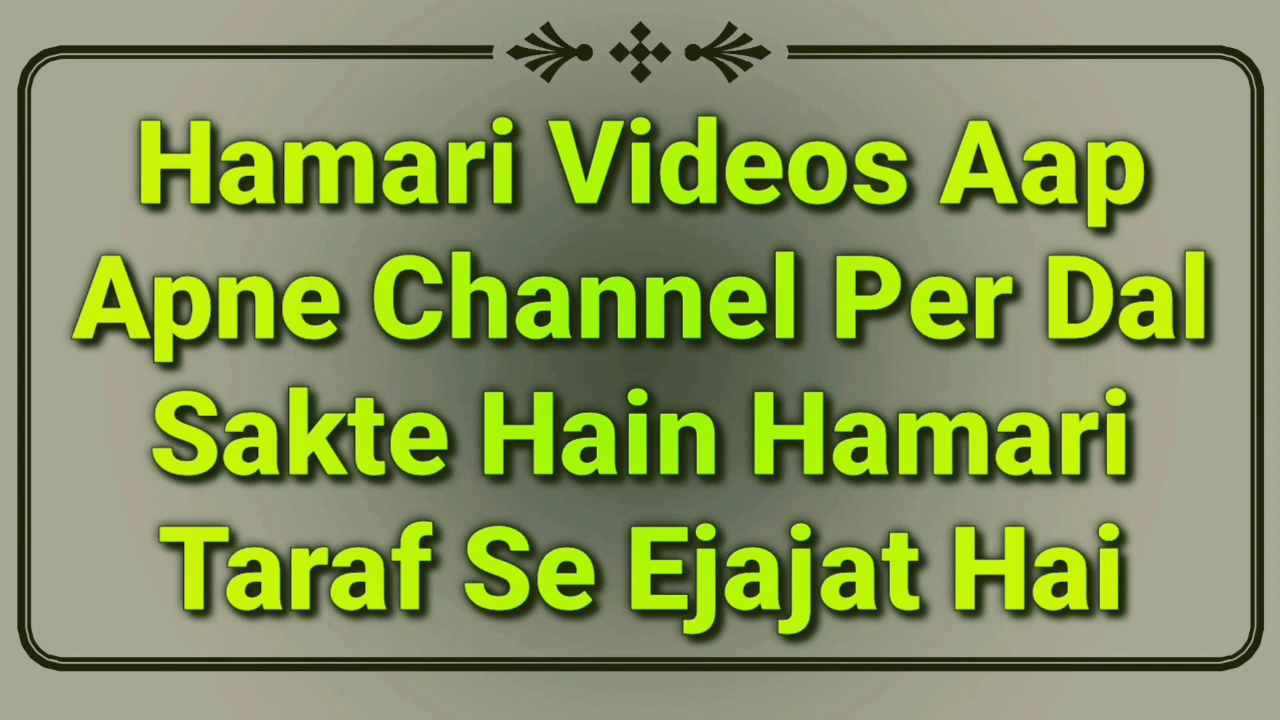 Hamari Videos Aap
Apne Channel Per Dal
Sakte Hain Hamari
Taraf Se Ejajat Hai